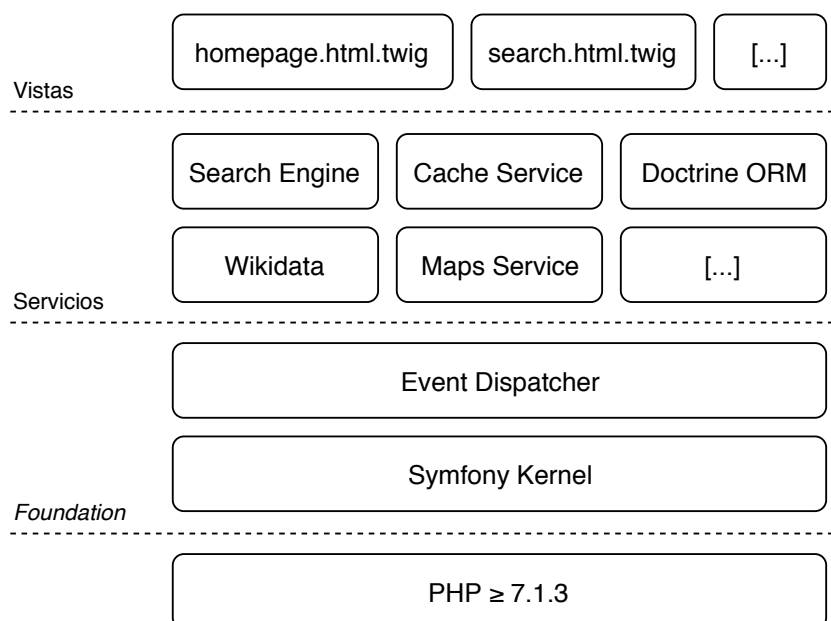 homepage.html.twig search.html.twig [...]
Vistas
Search Engine Cache Service Doctrine ORM
Wikidata Maps Service [...]
Servicios
Event Dispatcher
Symfony Kernel
Foundation
PHP ≥ 7.1.3